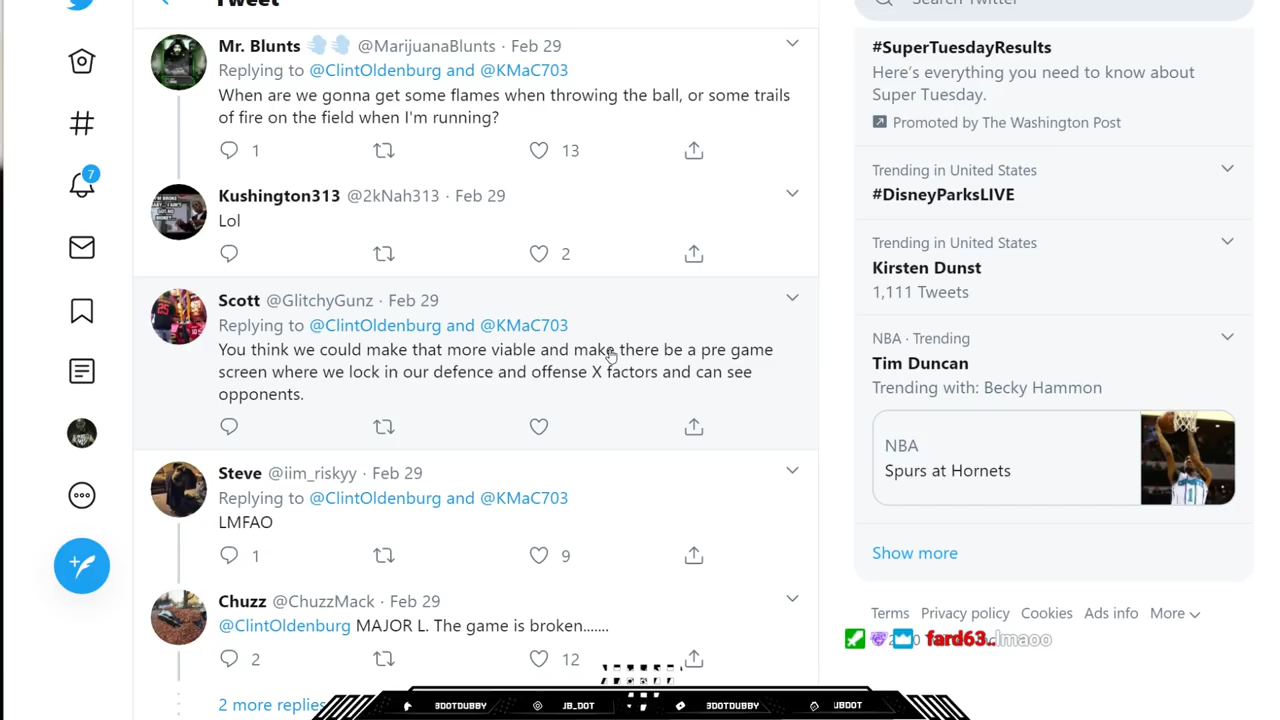 Tweet
Search Twitter
Mr. Blunts 💨💨 @MarijuanaBlunts · Feb 29
Replying to @ClintOldenburg and @KMaC703
When are we gonna get some flames when throwing the ball, or some trails
of fire on the field when I'm running?
1
13
Kushington313 @2kNah313 · Feb 29
Lol
2
Scott @GlitchyGunz · Feb 29
Replying to @ClintOldenburg and @KMaC703
You think we could make that more viable and make there be a pre game
screen where we lock in our defence and offense X factors and can see
opponents.
Steve @iim_riskyy · Feb 29
Replying to @ClintOldenburg and @KMaC703
LMFAO
1
9
Chuzz @ChuzzMack · Feb 29
@ClintOldenburg MAJOR L. The game is broken.......
2
12
2 more replies
7
#SuperTuesdayResults
Here's everything you need to know about
Super Tuesday.
Promoted by The Washington Post
Trending in United States
#DisneyParksLIVE
Trending in United States
Kirsten Dunst
1,111 Tweets
NBA · Trending
Tim Duncan
Trending with: Becky Hammon
NBA
Spurs at Hornets
Show more
Terms Privacy policy Cookies Ads info More
fard63..lmaoo
3DOTDUBBY
JB_DOT
3DOTDUBBY